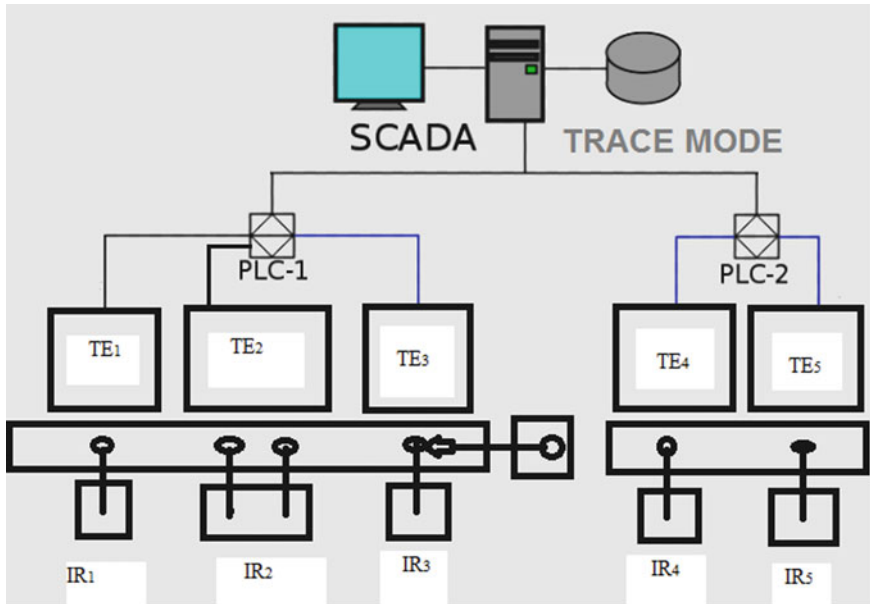 SCADA
TRACE MODE
PLC-1
PLC-2
TE1
TE2
TE3
TE4
TE5
IR1
IR2
IR3
IR4
IR5